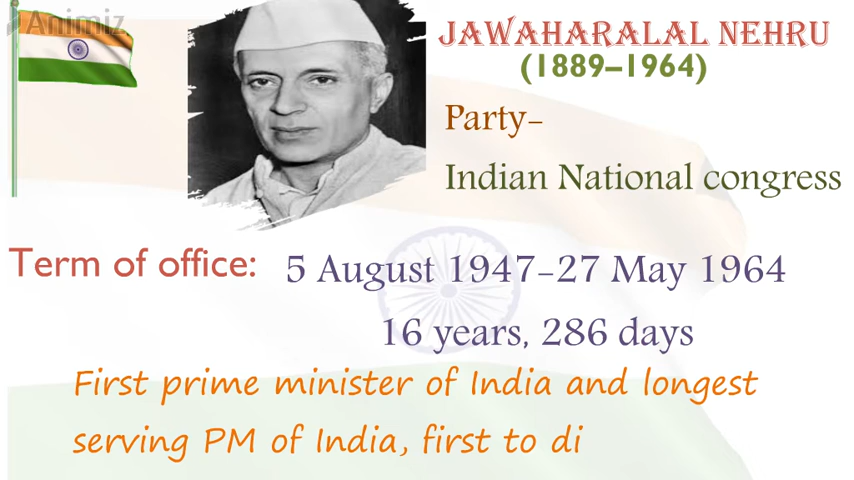 Animiz
JAWAHARALAL NEHRU
(1889–1964)
Party-
Indian National congress
Term of office: 5 August 1947-27 May 1964
16 years, 286 days
First prime minister of India and longest
serving PM of India, first to di